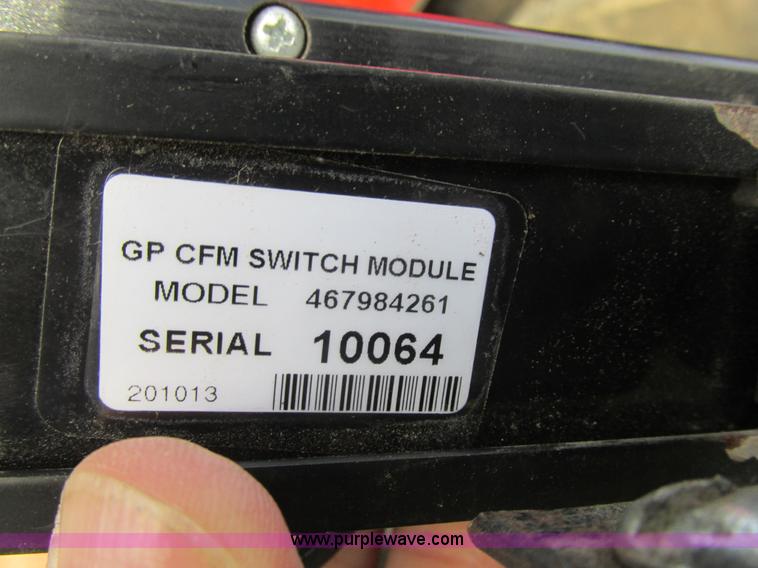 GP CFM SWITCH MODULE
MODEL 467984261
SERIAL 10064
201013
www.purplewave.com